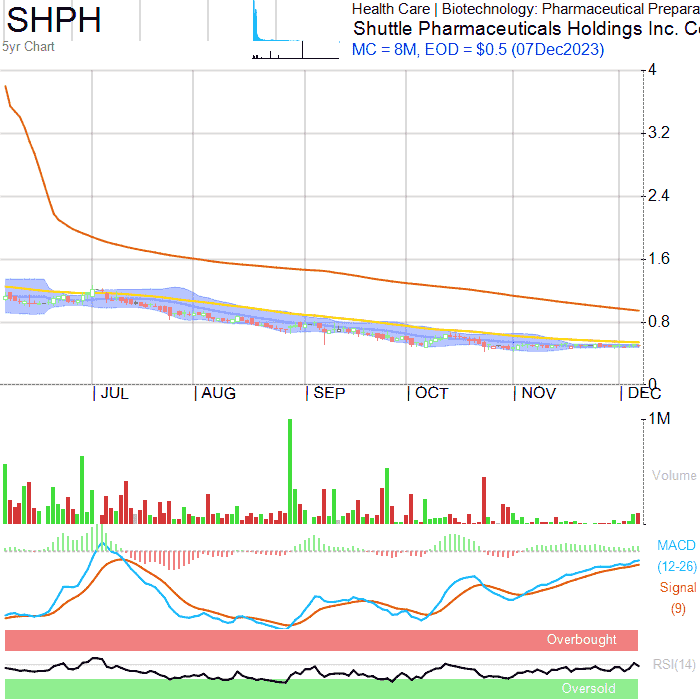 SHPH
Health Care | Biotechnology: Pharmaceutical Prepara
Shuttle Pharmaceuticals Holdings Inc. Co
5yr Chart
MC = 8M, EOD = $0.5 (07Dec2023)
4
3.2
2.4
1.6
0.8
0
| JUL | AUG | SEP | OCT | NOV | DEC
1M
Volume
MACD
(12-26)
Signal
(9)
Overbought
RSI(14)
Oversold